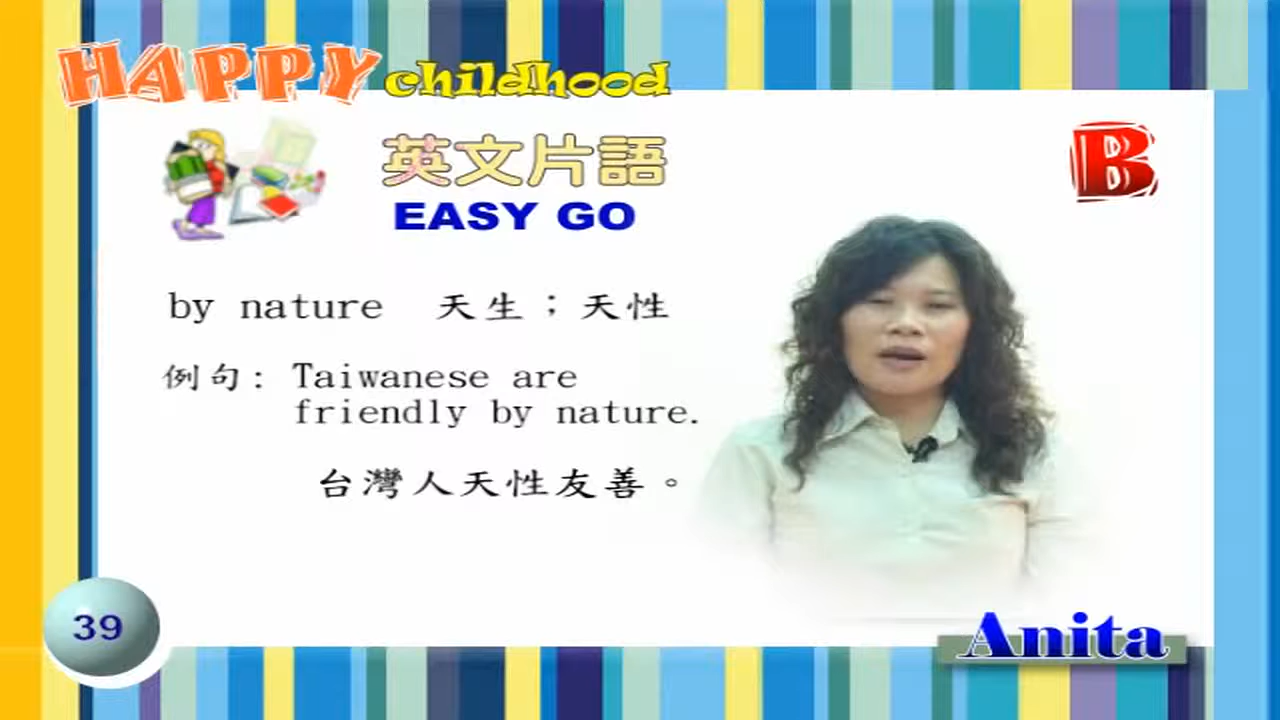 HAPPY childhood
英文片語
B
EASY GO
by nature 天生；天性
例句: Taiwanese are
friendly by nature.
台灣人天性友善。
39
Anita